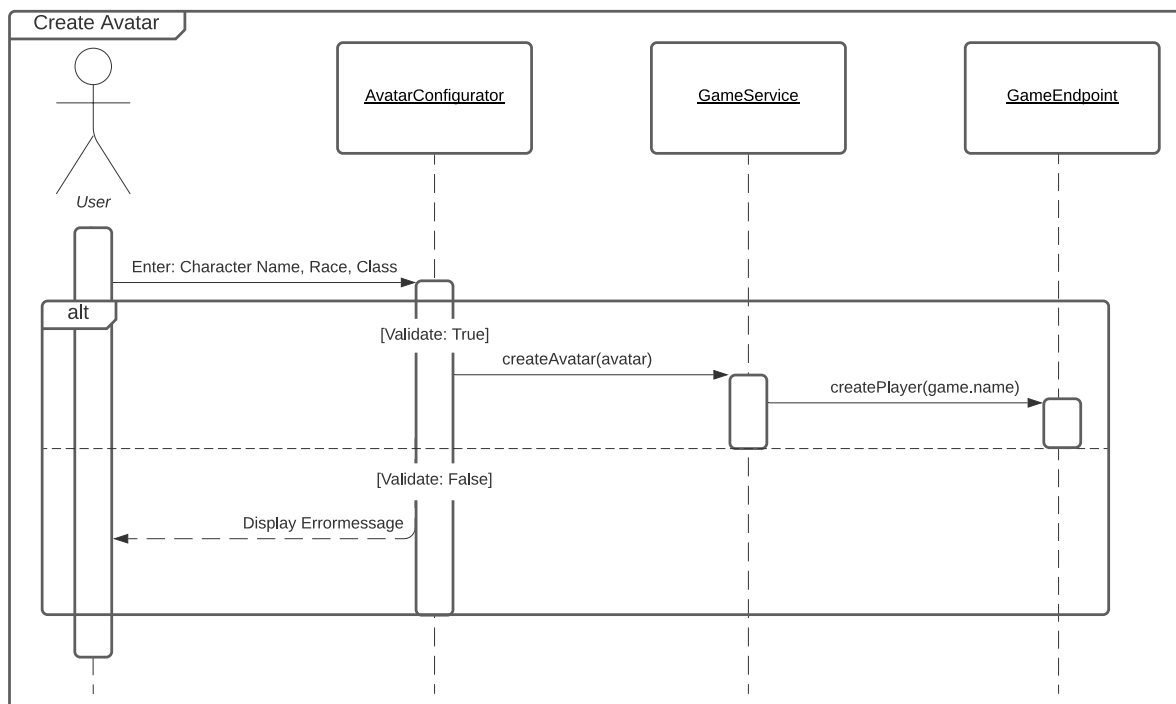 Create Avatar
AvatarConfigurator
GameService
GameEndpoint
User
Enter: Character Name, Race, Class
alt
[Validate: True]
createAvatar(avatar)
createPlayer(game.name)
[Validate: False]
Display Errormessage